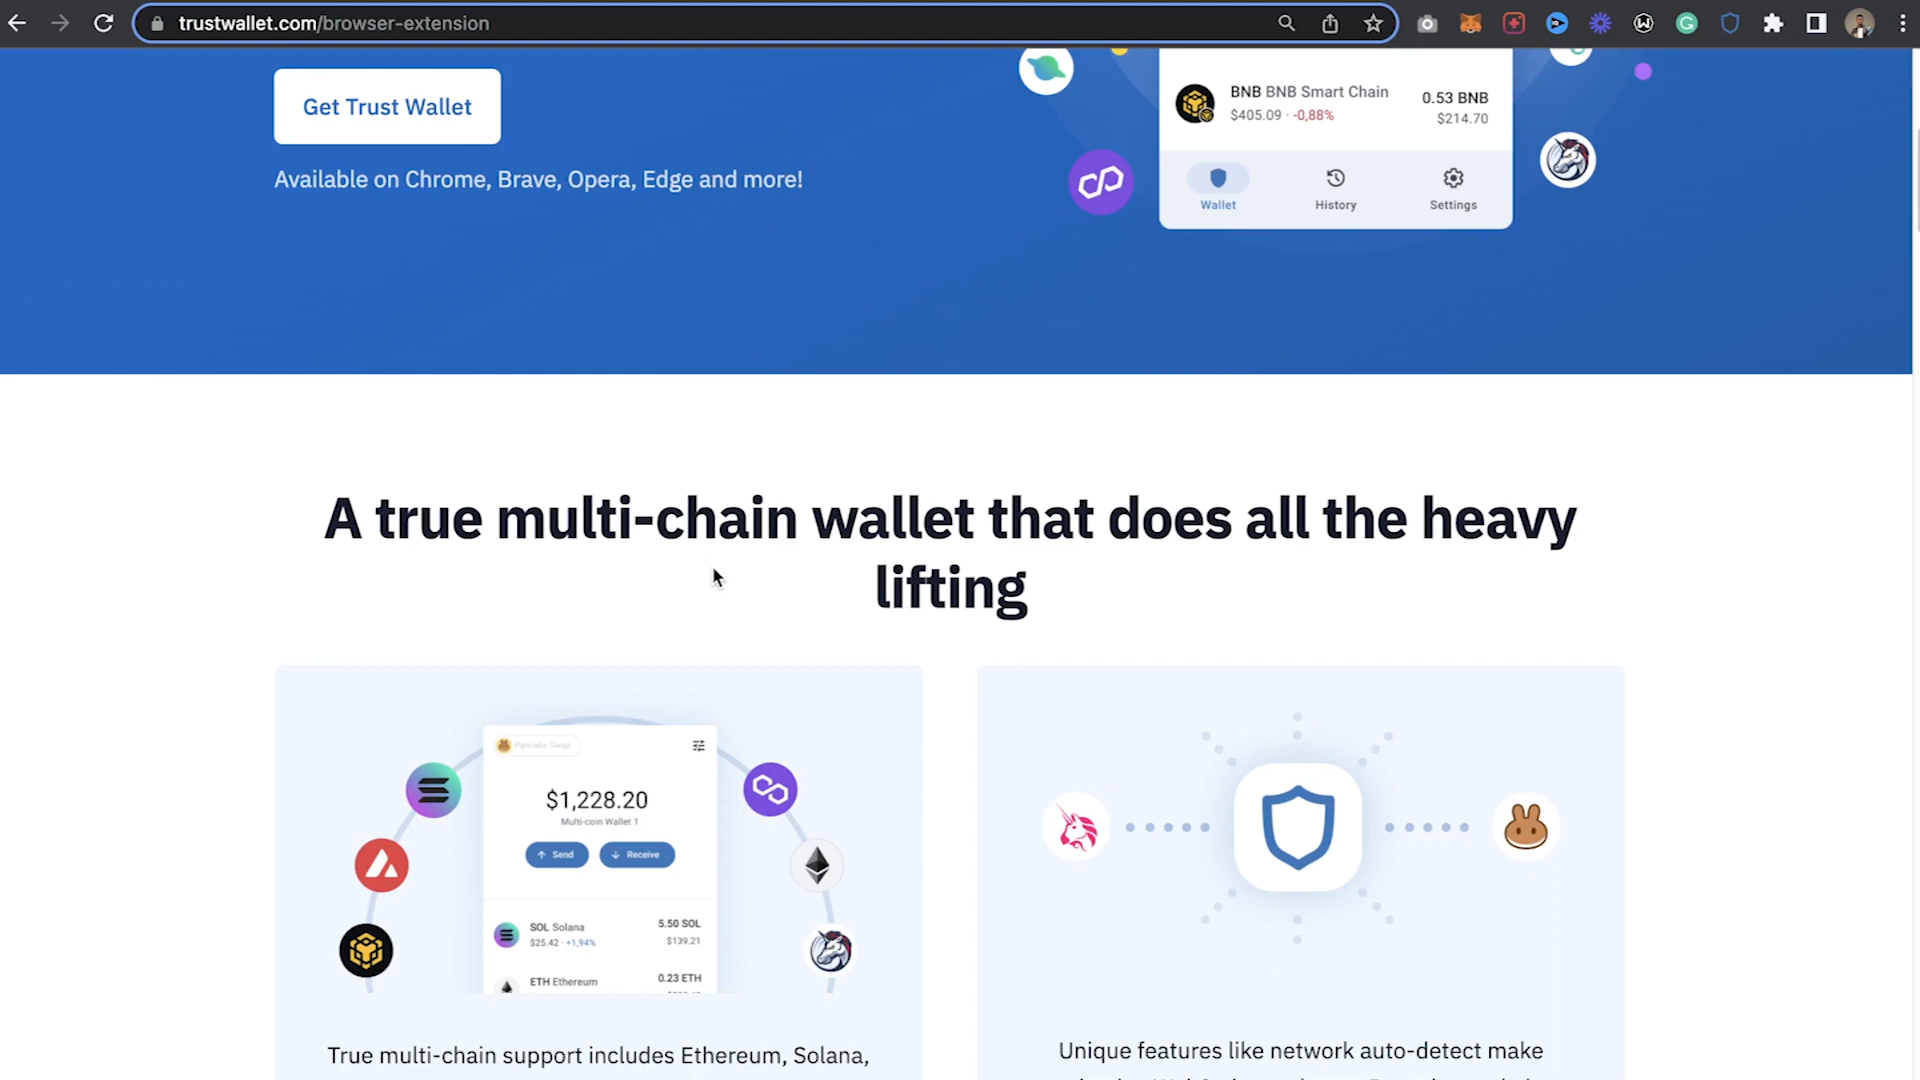 trustwallet.com/browser-extension
Get Trust Wallet
Available on Chrome, Brave, Opera, Edge and more!
BNB BNB Smart Chain
0.53 BNB
$405.09 · -0,88%
$214.70
Wallet
History
Settings
A true multi-chain wallet that does all the heavy
lifting
Pancake Swap
$1,228.20
Multi-coin Wallet 1
Send
Receive
SOL Solana
5.50 SOL
$25.42 · +1,94%
$139.21
ETH Ethereum
0.23 ETH
True multi-chain support includes Ethereum, Solana,
Unique features like network auto-detect make